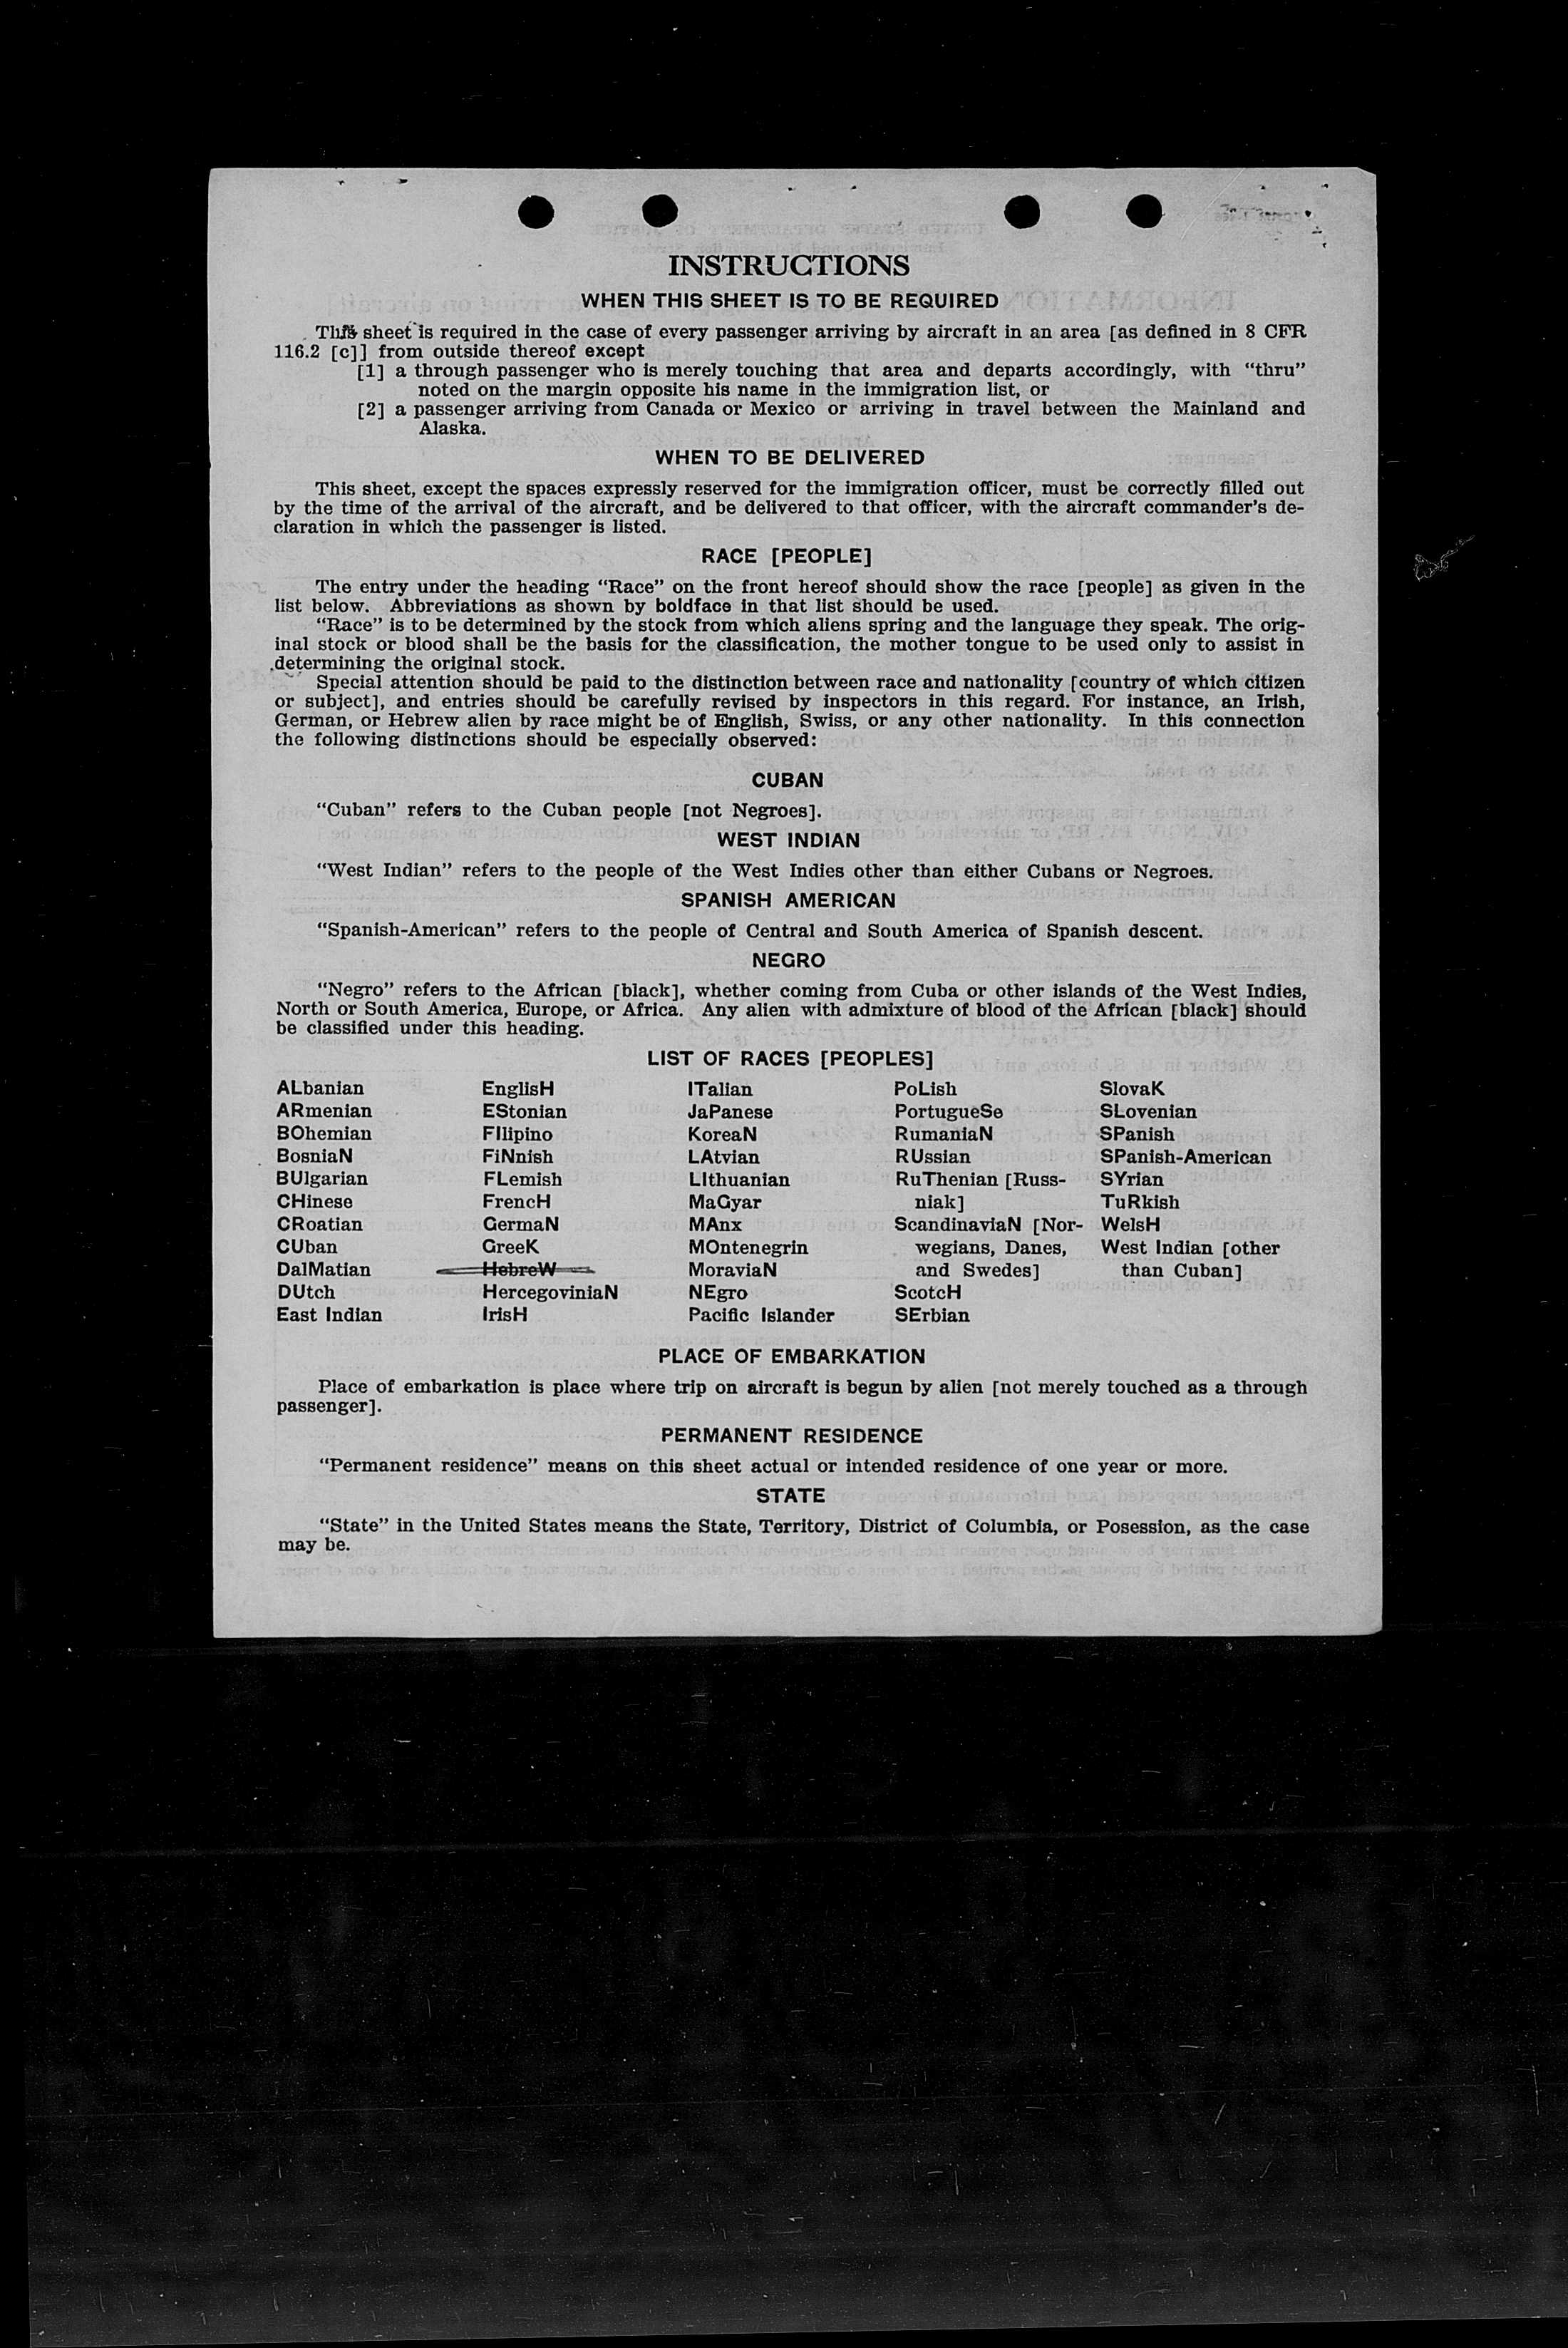 INSTRUCTIONS
WHEN THIS SHEET IS TO BE REQUIRED
This sheet is required in the case of every passenger arriving by aircraft in an area [as defined in 8 CFR
116.2 [c]] from outside thereof except
[1] a through passenger who is merely touching that area and departs accordingly, with “thru”
noted on the margin opposite his name in the immigration list, or
[2] a passenger arriving from Canada or Mexico or arriving in travel between the Mainland and
Alaska.
WHEN TO BE DELIVERED
This sheet, except the spaces expressly reserved for the immigration officer, must be correctly filled out
by the time of the arrival of the aircraft, and be delivered to that officer, with the aircraft commander's de-
claration in which the passenger is listed.
RACE [PEOPLE]
The entry under the heading “Race” on the front hereof should show the race [people] as given in the
list below. Abbreviations as shown by boldface in that list should be used.
“Race” is to be determined by the stock from which aliens spring and the language they speak. The orig-
inal stock or blood shall be the basis for the classification, the mother tongue to be used only to assist in
determining the original stock.
Special attention should be paid to the distinction between race and nationality [country of which citizen
or subject], and entries should be carefully revised by inspectors in this regard. For instance, an Irish,
German, or Hebrew alien by race might be of English, Swiss, or any other nationality. In this connection
the following distinctions should be especially observed:
CUBAN
“Cuban” refers to the Cuban people [not Negroes].
WEST INDIAN
“West Indian” refers to the people of the West Indies other than either Cubans or Negroes.
SPANISH AMERICAN
“Spanish-American” refers to the people of Central and South America of Spanish descent.
NEGRO
“Negro” refers to the African [black], whether coming from Cuba or other islands of the West Indies,
North or South America, Europe, or Africa. Any alien with admixture of blood of the African [black] should
be classified under this heading.
LIST OF RACES [PEOPLES]
ALbanian EnglisH ITalian PoLish SlovaK
ARmenian EStonian JaPanese PortugueSe SLovenian
BOhemian FIlipino KoreaN RumaniaN SPanish
BosniaN FiNnish LAtvian RUssian SPanish-American
BUlgarian FLemish LIthuanian RuThenian [Russ- SYrian
CHinese FrencH MaGyar niak] TuRkish
CRoatian GermaN MAnx ScandinaviaN [Nor- WelsH
CUban GreeK MOntenegrin wegians, Danes, West Indian [other
DalMatian HebreW MoraviaN and Swedes] than Cuban]
DUtch HercegoviniaN NEgro ScotcH
East Indian IrisH Pacific Islander SErbian
PLACE OF EMBARKATION
Place of embarkation is place where trip on aircraft is begun by alien [not merely touched as a through
passenger].
PERMANENT RESIDENCE
“Permanent residence” means on this sheet actual or intended residence of one year or more.
STATE
“State” in the United States means the State, Territory, District of Columbia, or Posession, as the case
may be.